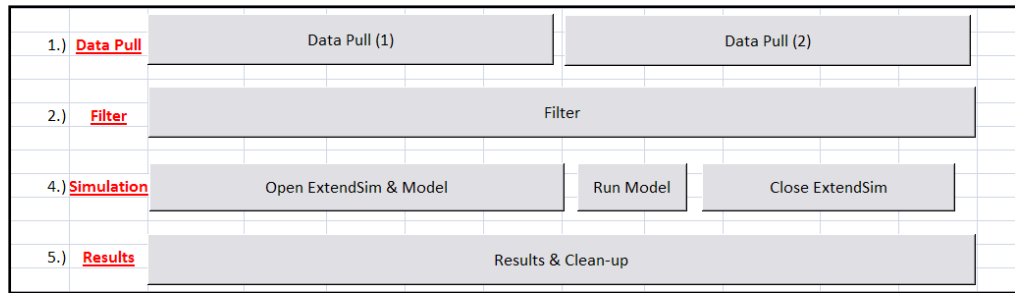 1.) Data Pull Data Pull (1) Data Pull (2)
2.) Filter Filter
4.) Simulation Open ExtendSim & Model Run Model Close ExtendSim
5.) Results Results & Clean-up